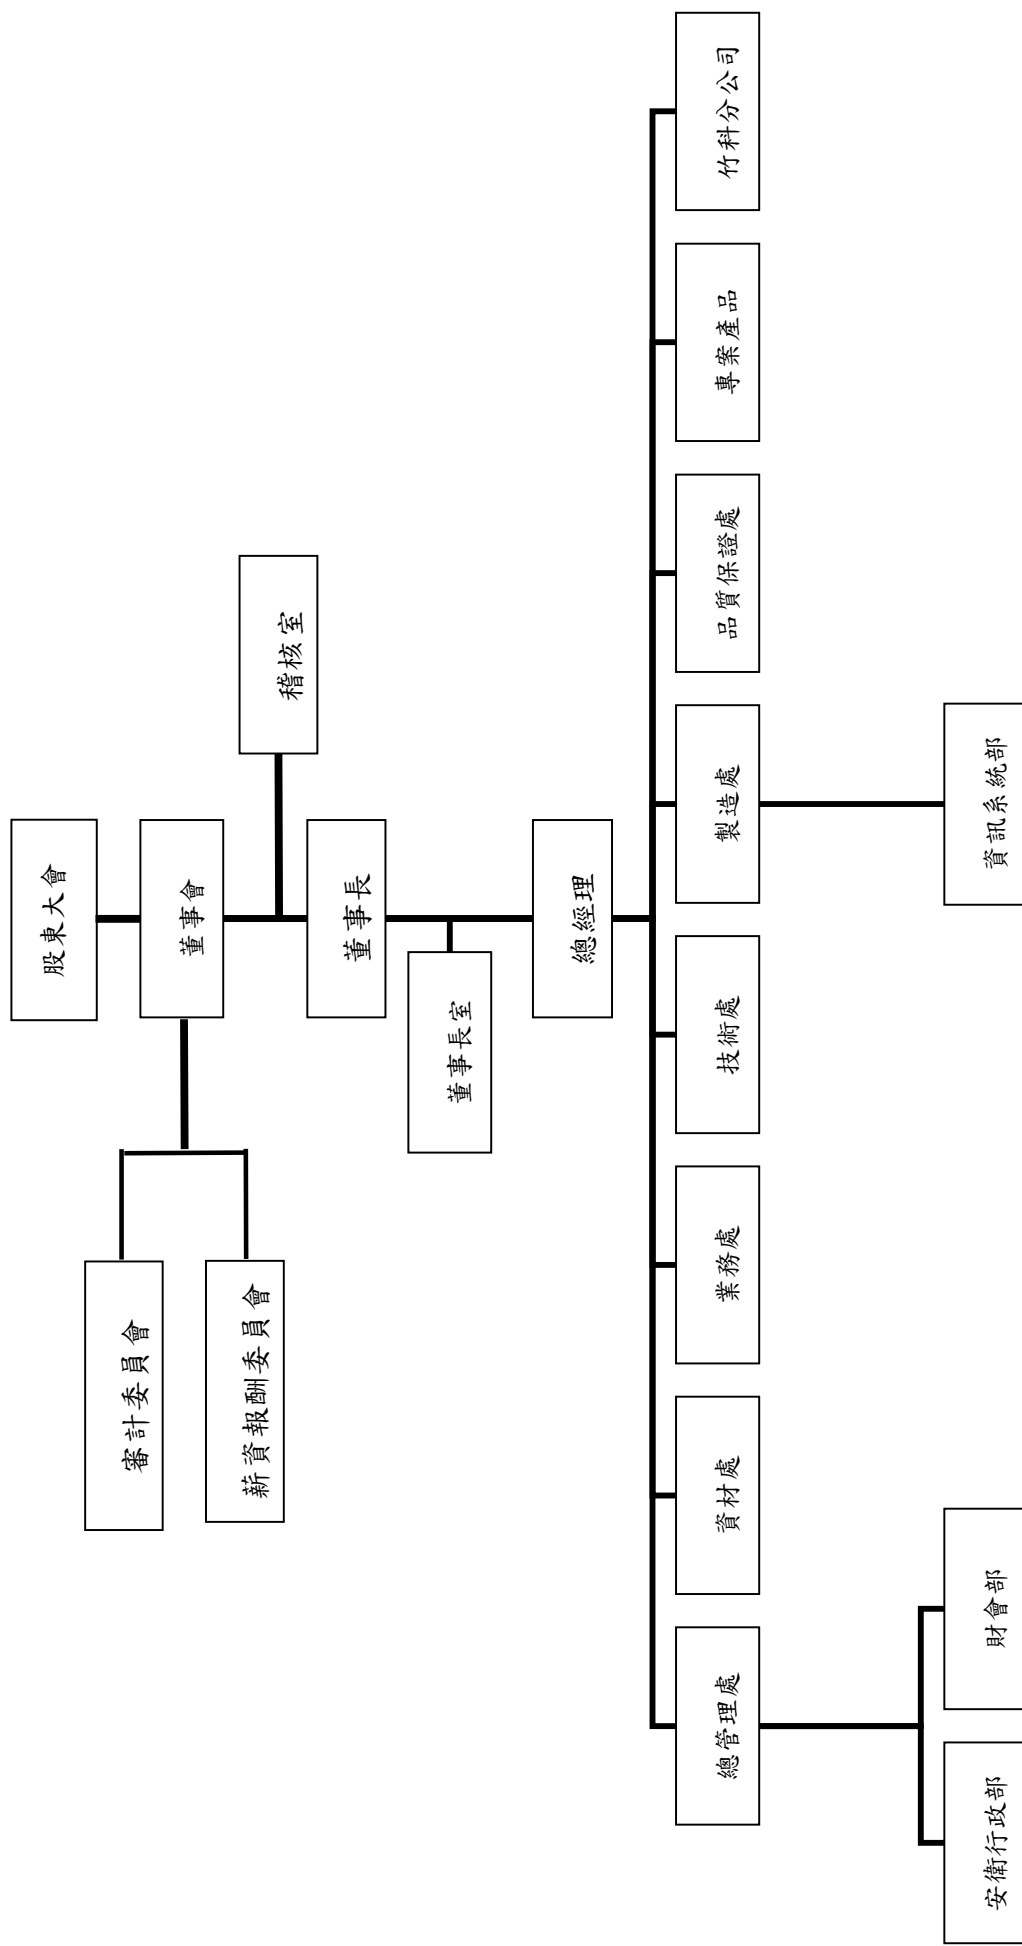 股東大會
董事會
審計委員會
薪資報酬委員會
稽核室
董事長
董事長室
總經理
總管理處
資材處
業務處
技術處
製造處
品質保證處
專案產品
竹科分公司
安衛行政部
財會部
資訊系統部